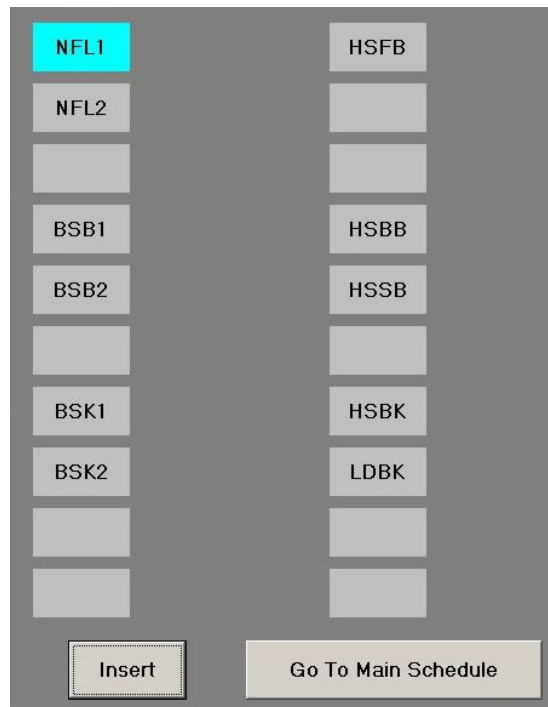 NFL1
HSFB
NFL2
BSB1
HSBB
BSB2
HSSB
BSK1
HSBK
BSK2
LDBK
Insert
Go To Main Schedule